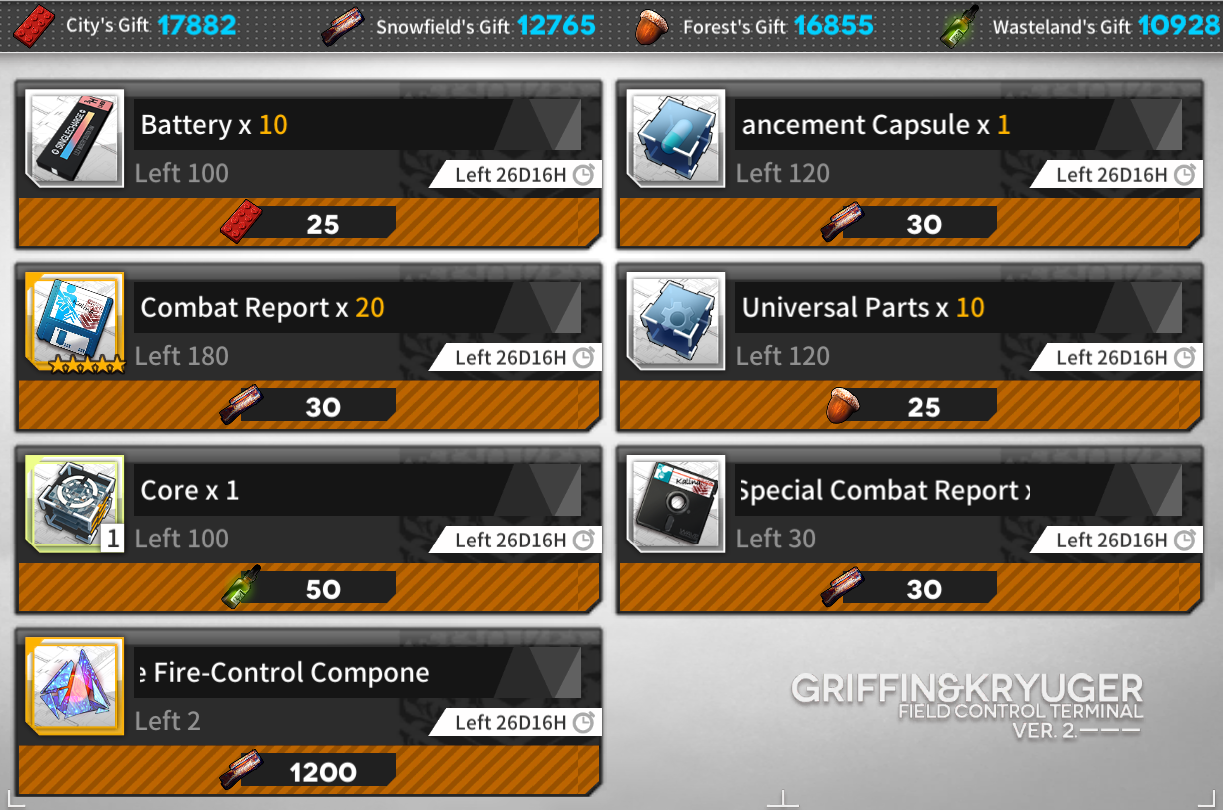 City's Gift 17882 Snowfield's Gift 12765 Forest's Gift 16855 Wasteland's Gift 10928
Battery x 10
Left 100
Left 26D16H
25
ancement Capsule x 1
Left 120
Left 26D16H
30
Combat Report x 20
Left 180
Left 26D16H
30
Universal Parts x 10
Left 120
Left 26D16H
25
Core x 1
1
Left 100
Left 26D16H
50
Special Combat Report x
Left 30
Left 26D16H
30
e Fire-Control Compone
Left 2
Left 26D16H
1200
GRIFFIN&KRYUGER
FIELD CONTROL TERMINAL
VER. 2.———